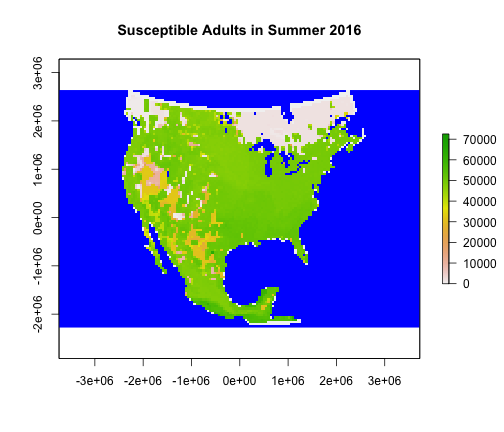 Susceptible Adults in Summer 2016
3e+06
2e+06
1e+06
0e+00
-1e+06
-2e+06
-3e+06 -2e+06 -1e+06 0e+00 1e+06 2e+06 3e+06
70000
60000
50000
40000
30000
20000
10000
0